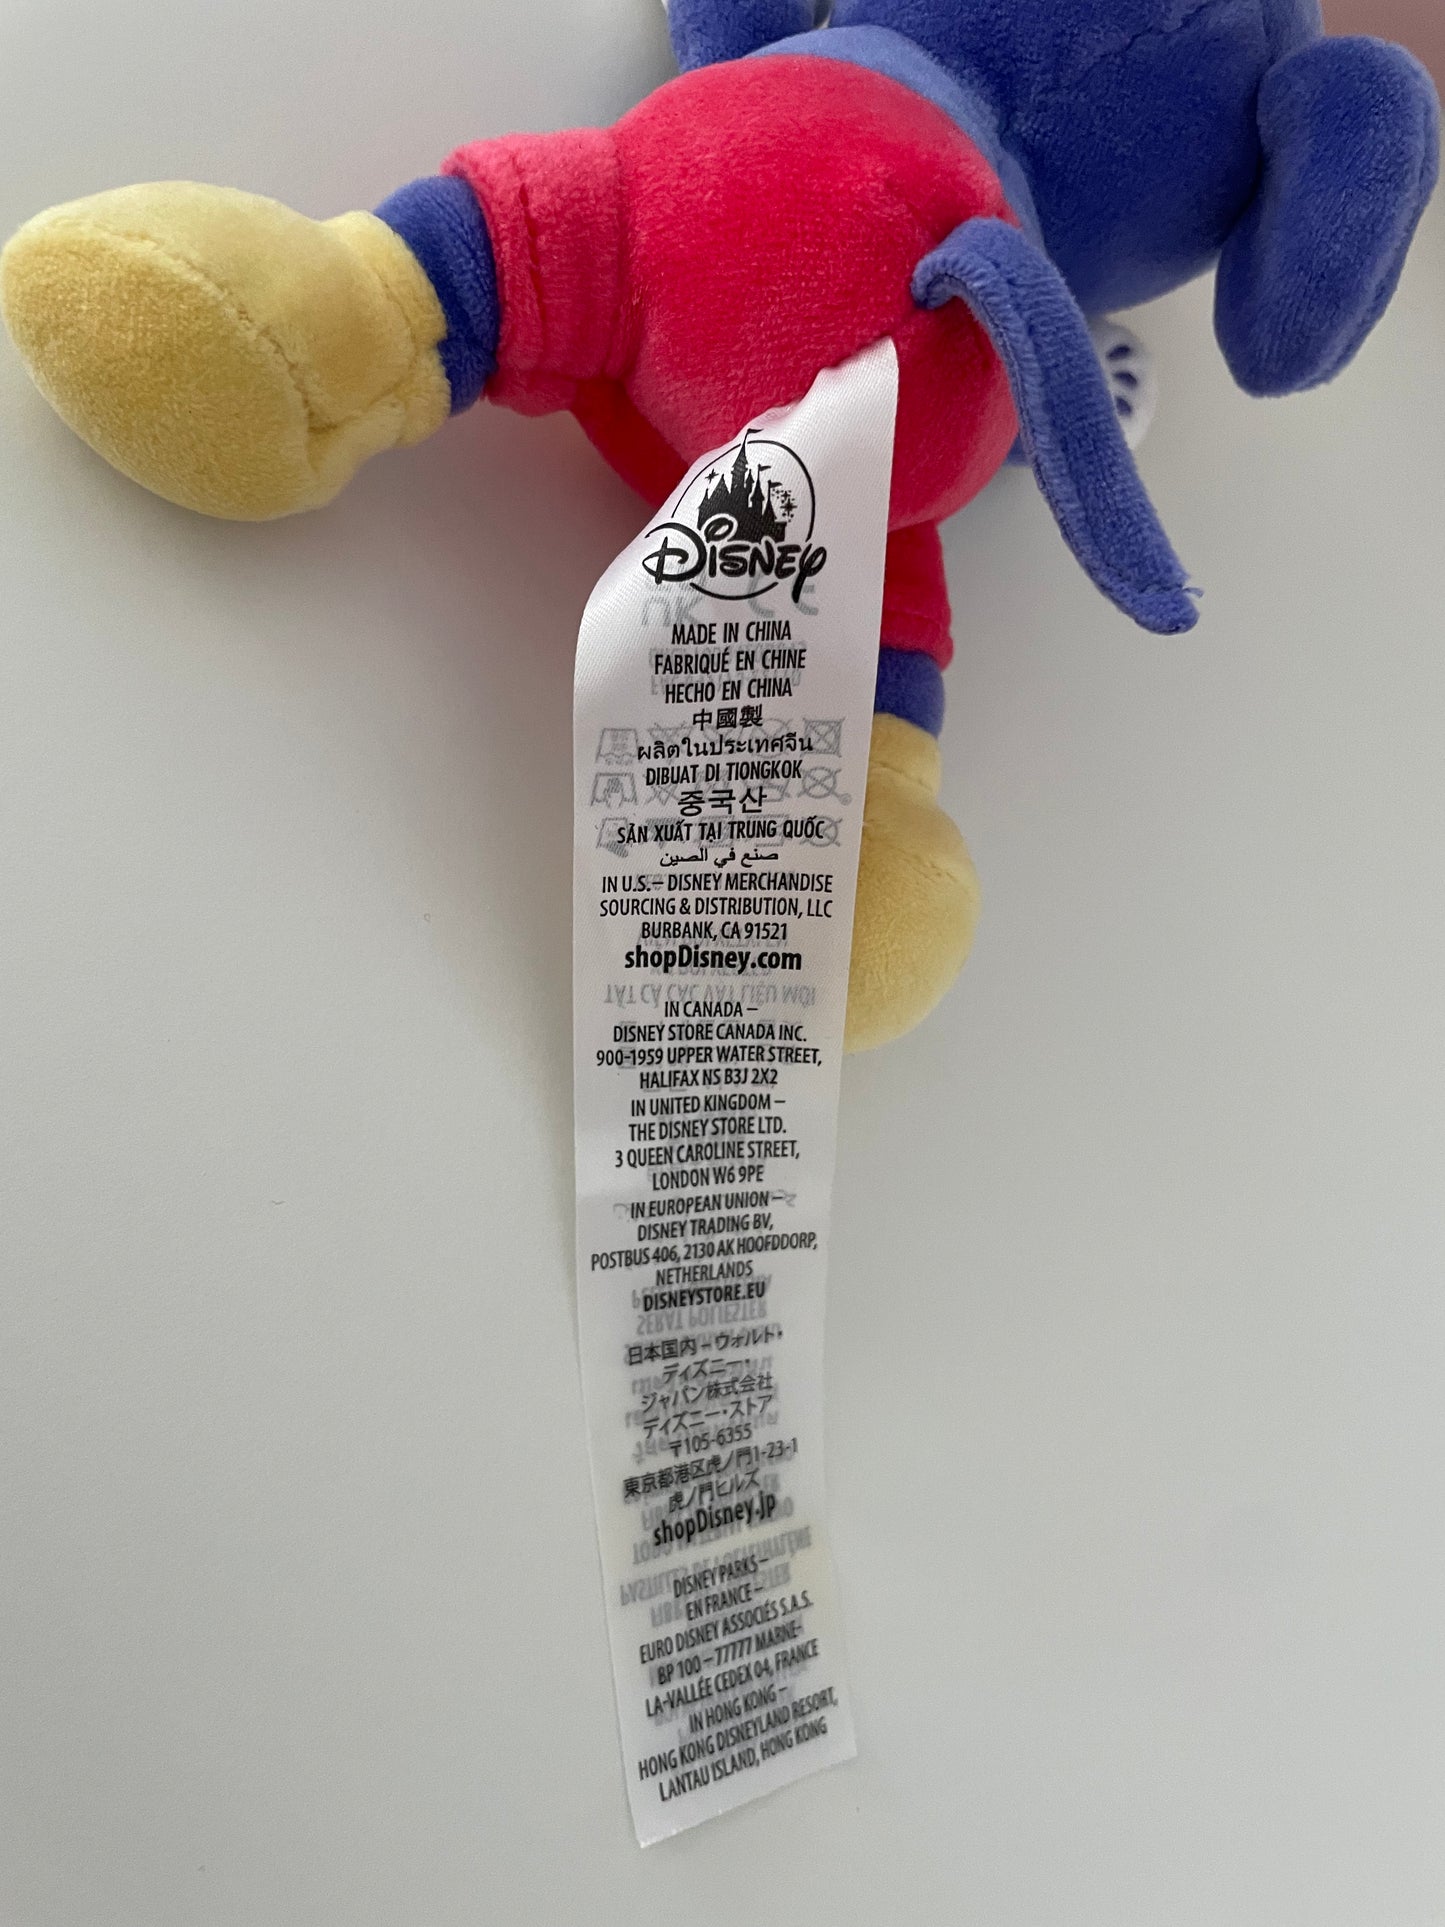 Disney
MADE IN CHINA
FABRIQUÉ EN CHINE
HECHO EN CHINA
中國製
ผลิตในประเทศจีน
DIBUAT DI TIONGKOK
중국산
SẢN XUẤT TẠI TRUNG QUỐC
صنع في الصين
IN U.S.– DISNEY MERCHANDISE
SOURCING & DISTRIBUTION, LLC
BURBANK, CA 91521
shopDisney.com
IN CANADA –
DISNEY STORE CANADA INC.
900-1959 UPPER WATER STREET,
HALIFAX NS B3J 2X2
IN UNITED KINGDOM –
THE DISNEY STORE LTD.
3 QUEEN CAROLINE STREET,
LONDON W6 9PE
IN EUROPEAN UNION –
DISNEY TRADING BV,
POSTBUS 406, 2130 AK HOOFDDORP,
NETHERLANDS
DISNEYSTORE.EU
日本国内 – ウォルト・
ディズニー・
ジャパン株式会社
ディズニー・ストア
〒105-6355
東京都港区虎ノ門1-23-1
虎ノ門ヒルズ
shopDisney.jp
DISNEY PARKS –
EN FRANCE –
EURO DISNEY ASSOCIÉS S.A.S.
BP 100 – 77777 MARNE-
LA-VALLÉE CEDEX 04, FRANCE
IN HONG KONG –
HONG KONG DISNEYLAND RESORT,
LANTAU ISLAND, HONG KONG